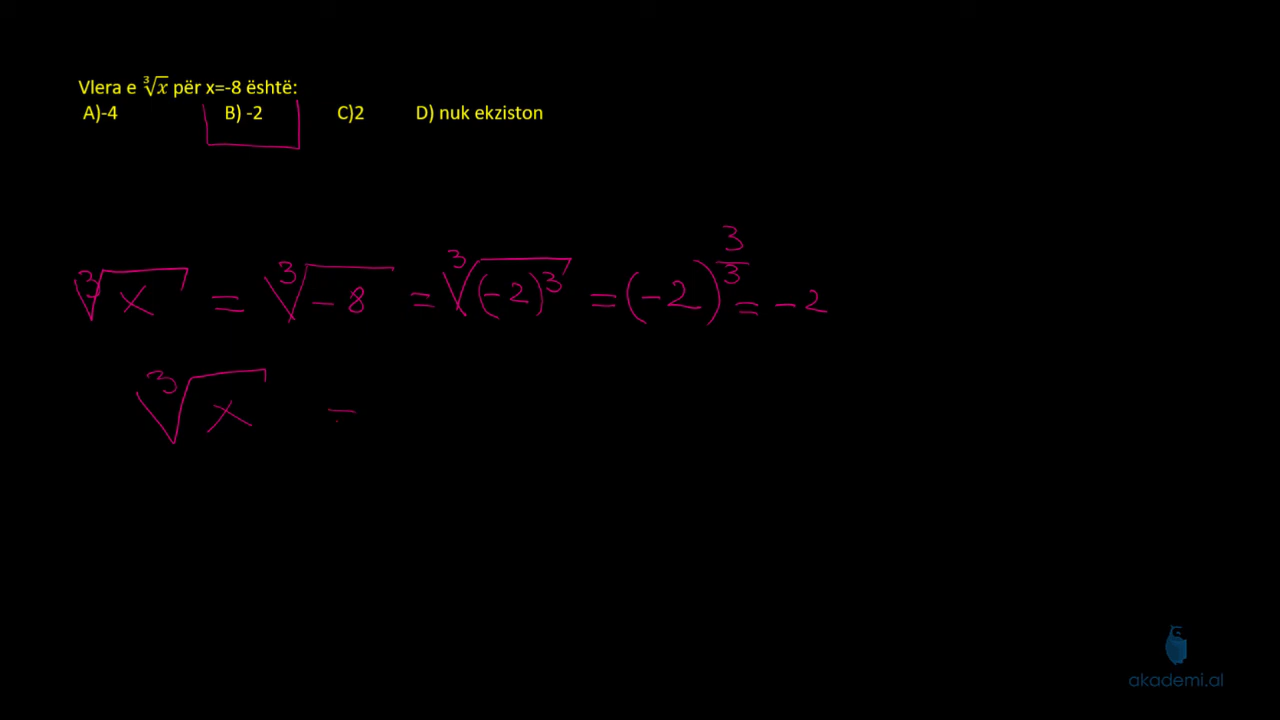 Vlera e ∛x për x=-8 është:
A)-4 B) -2 C)2 D) nuk ekziston
∛x = ∛-8 = ∛(-2)³ = (-2)^(3/3) = -2
∛x =
akademi.al